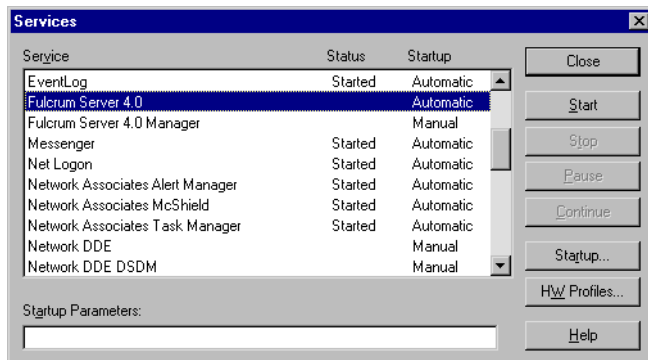 Services
Service Status Startup
EventLog Started Automatic
Fulcrum Server 4.0 Automatic
Fulcrum Server 4.0 Manager Manual
Messenger Started Automatic
Net Logon Started Automatic
Network Associates Alert Manager Started Automatic
Network Associates McShield Started Automatic
Network Associates Task Manager Started Automatic
Network DDE Manual
Network DDE DSDM Manual
Startup Parameters:
Close
Start
Stop
Pause
Continue
Startup...
HW Profiles...
Help